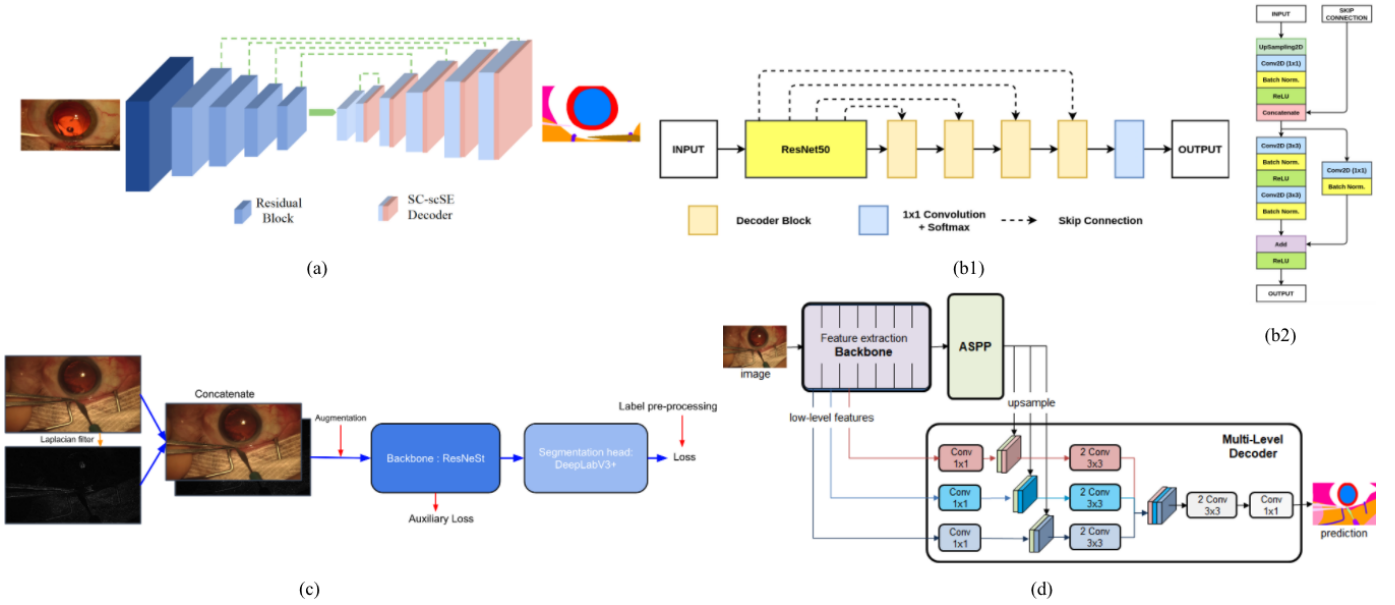 Residual
Block
SC-scSE
Decoder
(a)
INPUT
ResNet50
OUTPUT
Decoder Block
1x1 Convolution
+ Softmax
Skip Connection
(b1)
INPUT
SKIP
CONNECTION
UpSampling2D
Conv2D (1x1)
Batch Norm.
ReLU
Concatenate
Conv2D (3x3)
Batch Norm.
ReLU
Conv2D (3x3)
Batch Norm.
Conv2D (1x1)
Batch Norm.
Add
ReLU
OUTPUT
(b2)
Laplacian filter
Concatenate
Augmentation
Backbone : ResNeSt
Auxiliary Loss
Segmentation head:
DeepLabV3+
Label pre-processing
Loss
(c)
image
Feature extraction
Backbone
ASPP
low-level features
upsample
Multi-Level
Decoder
Conv
1x1
2 Conv
3x3
Conv
1x1
2 Conv
3x3
Conv
1x1
2 Conv
3x3
2 Conv
3x3
Conv
1x1
prediction
(d)